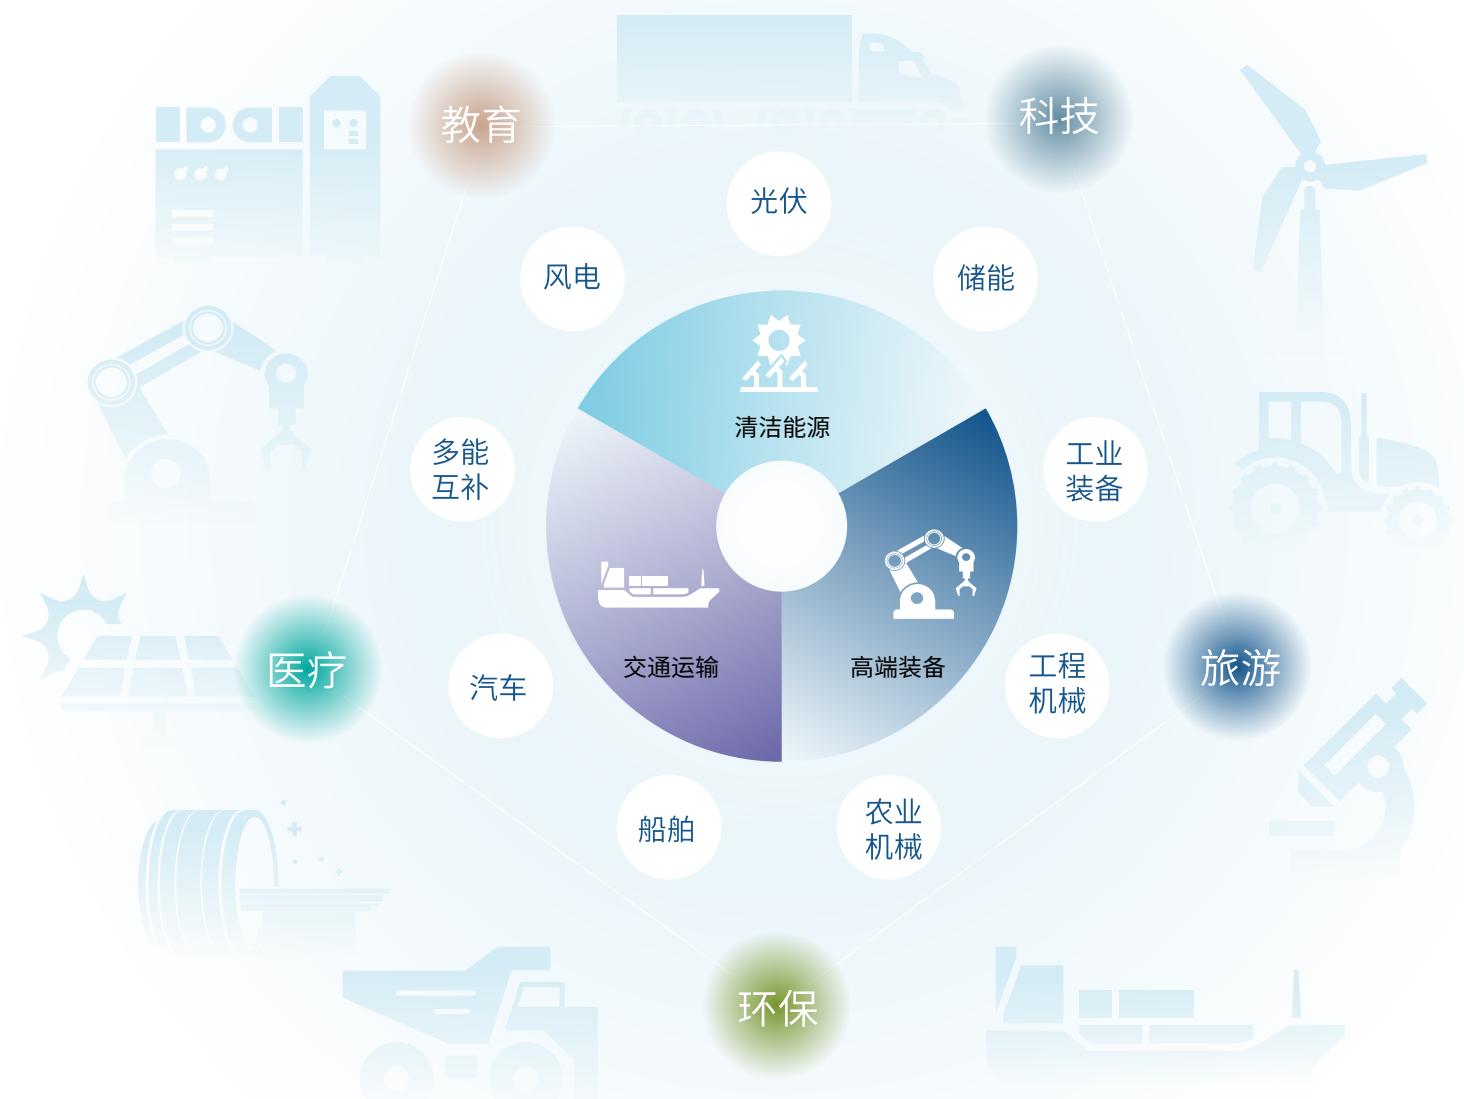 教育
科技
光伏
风电
储能
清洁能源
多能
互补
工业
装备
交通运输
高端装备
医疗
旅游
汽车
工程
机械
船舶
农业
机械
环保